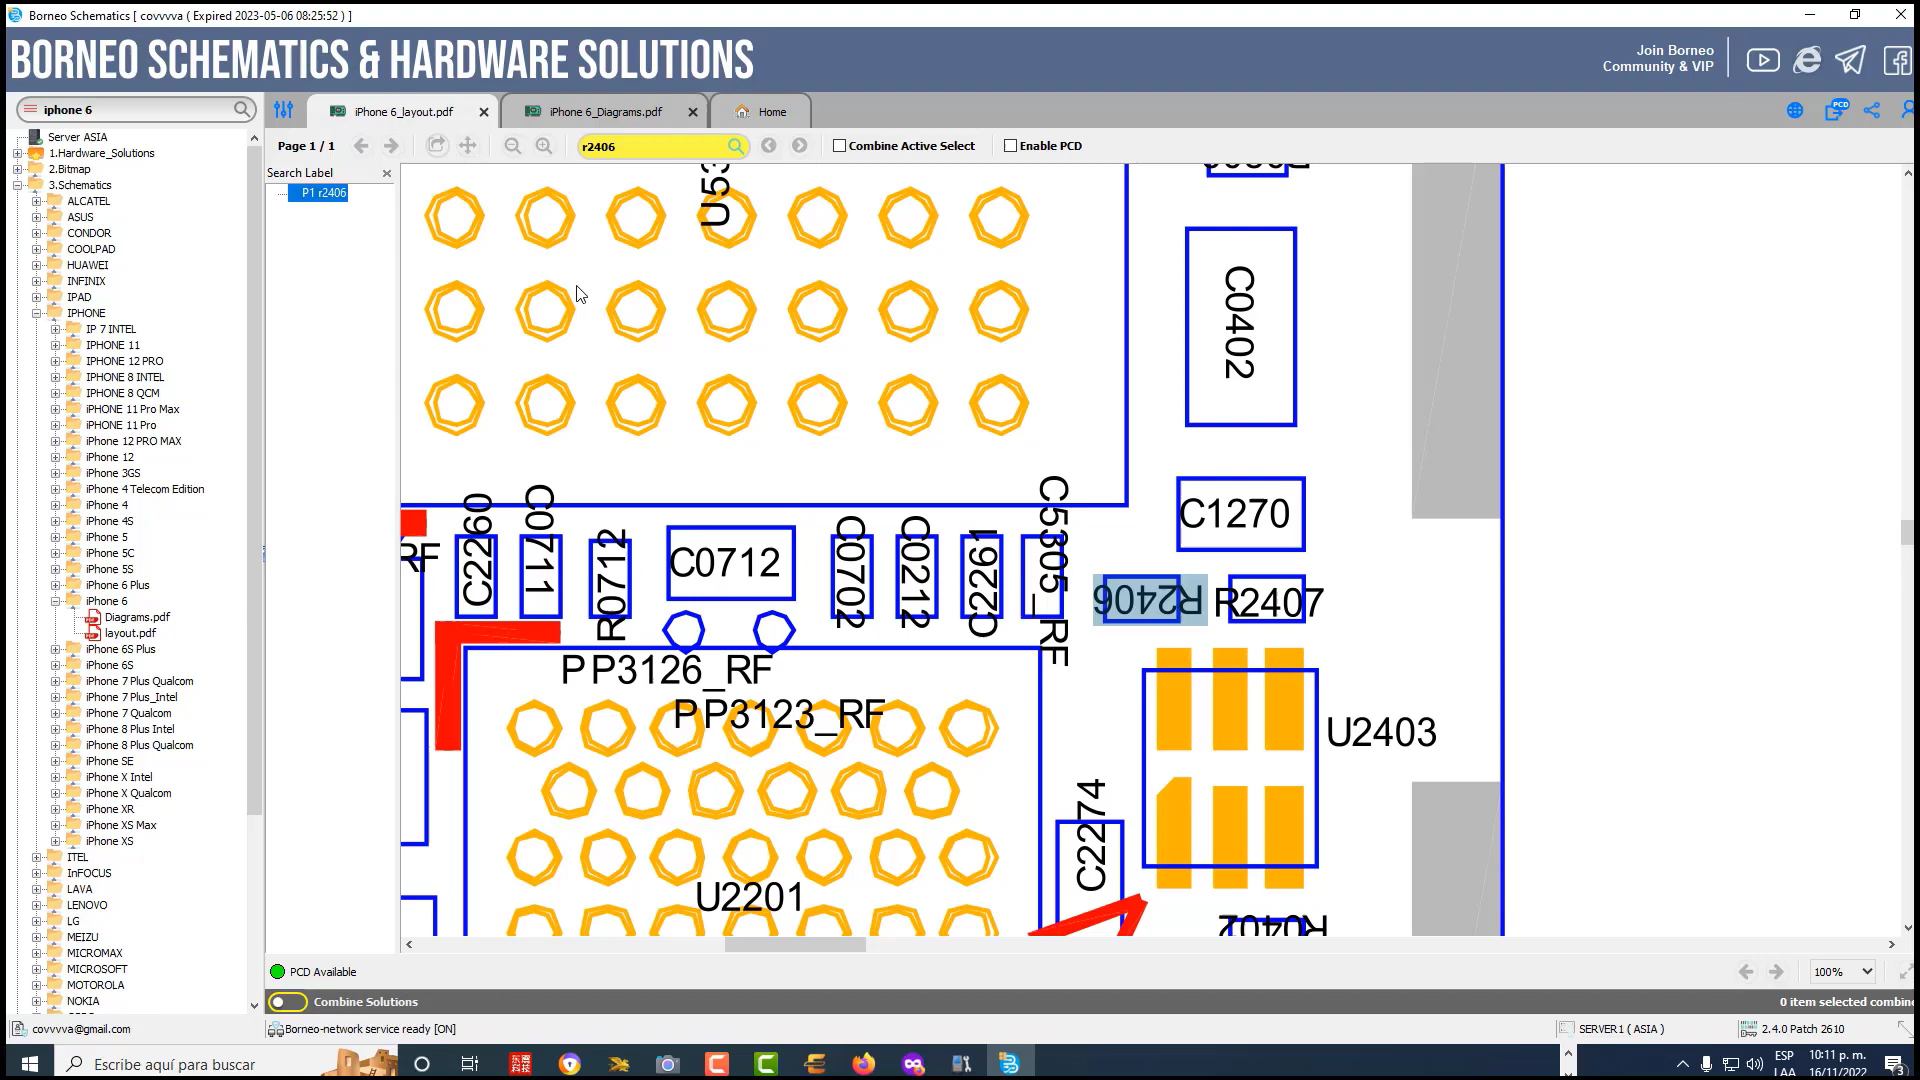 Borneo Schematics [ covvvva ( Expired 2023-05-06 08:25:52 ) ]
BORNEO SCHEMATICS & HARDWARE SOLUTIONS
Join Borneo
Community & VIP
iphone 6
iPhone 6_layout.pdf
iPhone 6_Diagrams.pdf
Home
PCD
Page 1 / 1
r2406
Combine Active Select
Enable PCD
Search Label
P1 r2406
Server ASIA
1.Hardware_Solutions
2.Bitmap
3.Schematics
ALCATEL
ASUS
CONDOR
COOLPAD
HUAWEI
INFINIX
IPAD
IPHONE
IP 7 INTEL
IPHONE 11
IPHONE 12 PRO
IPHONE 8 INTEL
IPHONE 8 QCM
iPHONE 11 Pro Max
iPHONE 11 Pro
iPhone 12 PRO MAX
iPhone 12
iPhone 3GS
iPhone 4 Telecom Edition
iPhone 4
iPhone 4S
iPhone 5
iPhone 5C
iPhone 5S
iPhone 6 Plus
iPhone 6
Diagrams.pdf
layout.pdf
iPhone 6S Plus
iPhone 6S
iPhone 7 Plus Qualcom
iPhone 7 Plus_Intel
iPhone 7 Qualcom
iPhone 8 Plus Intel
iPhone 8 Plus Qualcom
iPhone SE
iPhone X Intel
iPhone X Qualcom
iPhone XR
iPhone XS Max
iPhone XS
ITEL
InFOCUS
LAVA
LENOVO
LG
MEIZU
MICROMAX
MICROSOFT
MOTOROLA
NOKIA
U53
C0402
C1270
RF
C2260
C0711
R0712
C0712
C0702
C0212
C2261
C5305_RF
R2406
R2407
PP3126_RF
PP3123_RF
U2403
C2274
U2201
R0402
PCD Available
100%
Combine Solutions
0 item selected combin
covvvva@gmail.com
Borneo-network service ready [ON]
SERVER1 ( ASIA )
2.4.0 Patch 2610
Escribe aquí para buscar
ESP
LAA
10:11 p. m.
16/11/2022
3